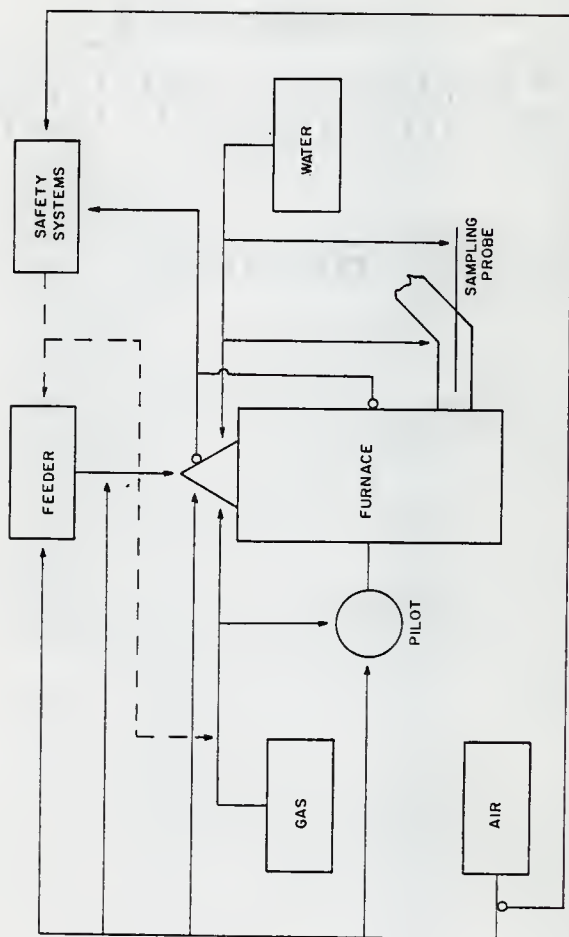 SAFETY
SYSTEMS
WATER
FEEDER
SAMPLING
PROBE
FURNACE
PILOT
GAS
AIR